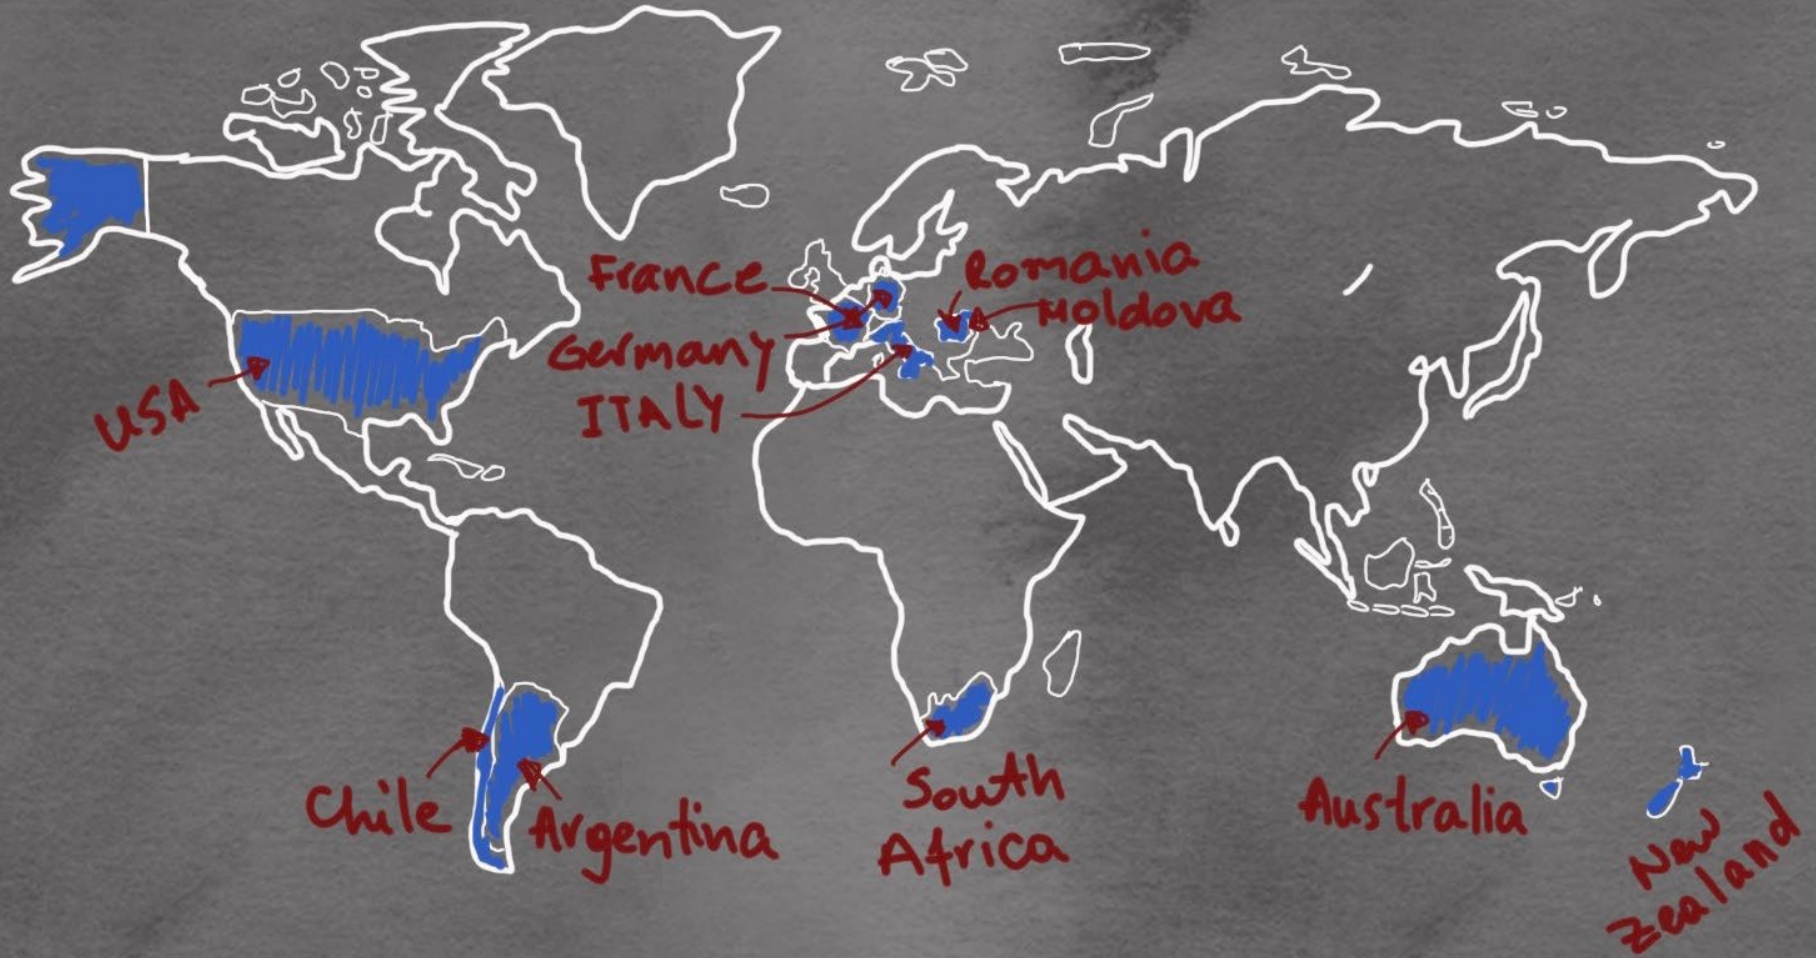 France
Romania
Moldova
Germany
ITALY
USA
Chile
Argentina
South
Africa
Australia
New
Zealand